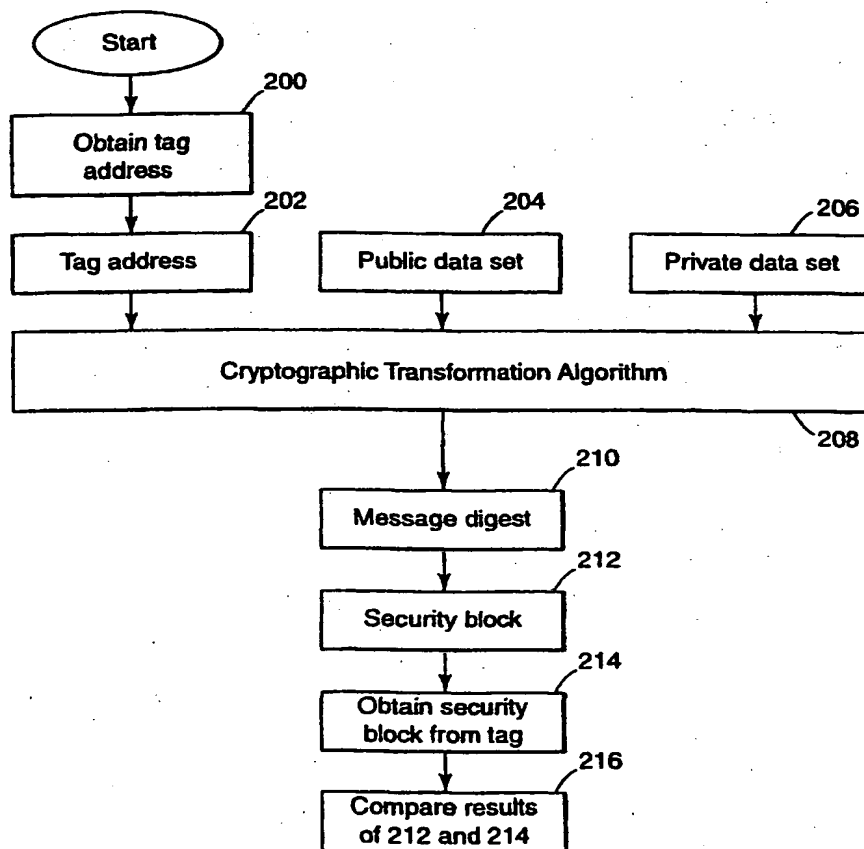 Start
200
Obtain tag
address
202
204
206
Tag address
Public data set
Private data set
Cryptographic Transformation Algorithm
208
210
Message digest
212
Security block
214
Obtain security
block from tag
216
Compare results
of 212 and 214